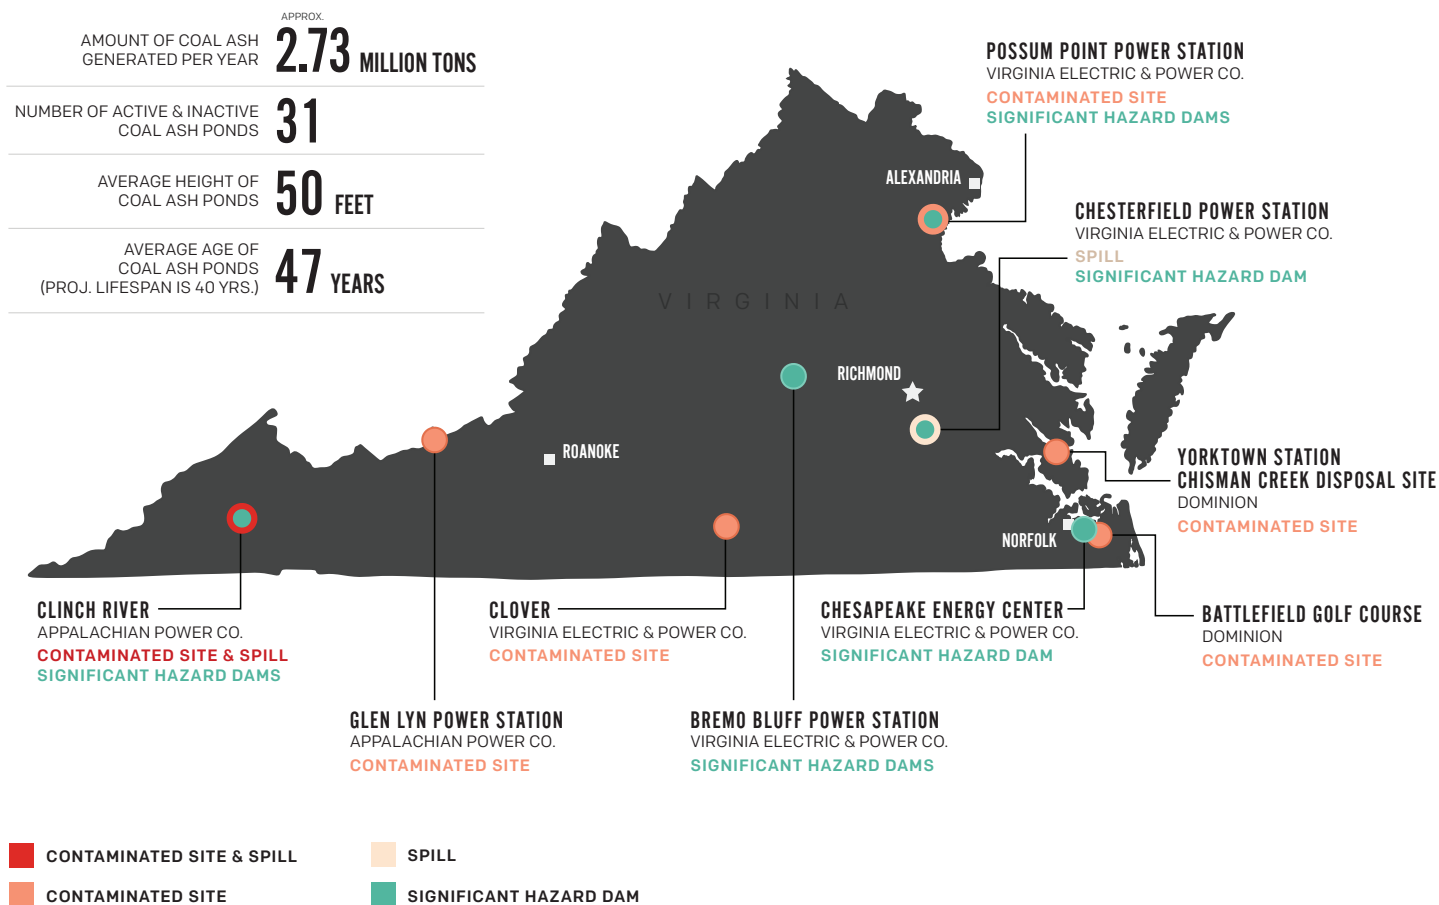 APPROX.
AMOUNT OF COAL ASH
GENERATED PER YEAR
2.73 MILLION TONS
NUMBER OF ACTIVE & INACTIVE
COAL ASH PONDS
31
AVERAGE HEIGHT OF
COAL ASH PONDS
50 FEET
AVERAGE AGE OF
COAL ASH PONDS
(PROJ. LIFESPAN IS 40 YRS.)
47 YEARS
POSSUM POINT POWER STATION
VIRGINIA ELECTRIC & POWER CO.
CONTAMINATED SITE
SIGNIFICANT HAZARD DAMS
ALEXANDRIA
CHESTERFIELD POWER STATION
VIRGINIA ELECTRIC & POWER CO.
SPILL
SIGNIFICANT HAZARD DAM
VIRGINIA
RICHMOND
ROANOKE
YORKTOWN STATION
CHISMAN CREEK DISPOSAL SITE
DOMINION
CONTAMINATED SITE
NORFOLK
CLINCH RIVER
APPALACHIAN POWER CO.
CONTAMINATED SITE & SPILL
SIGNIFICANT HAZARD DAMS
CLOVER
VIRGINIA ELECTRIC & POWER CO.
CONTAMINATED SITE
CHESAPEAKE ENERGY CENTER
VIRGINIA ELECTRIC & POWER CO.
SIGNIFICANT HAZARD DAM
BATTLEFIELD GOLF COURSE
DOMINION
CONTAMINATED SITE
GLEN LYN POWER STATION
APPALACHIAN POWER CO.
CONTAMINATED SITE
BREMO BLUFF POWER STATION
VIRGINIA ELECTRIC & POWER CO.
SIGNIFICANT HAZARD DAMS
CONTAMINATED SITE & SPILL
SPILL
CONTAMINATED SITE
SIGNIFICANT HAZARD DAM